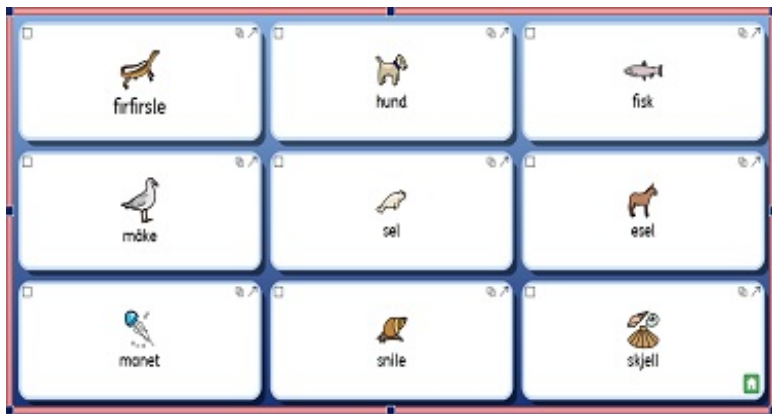 firfirsle
hund
fisk
måke
sel
esel
manet
snile
skjell